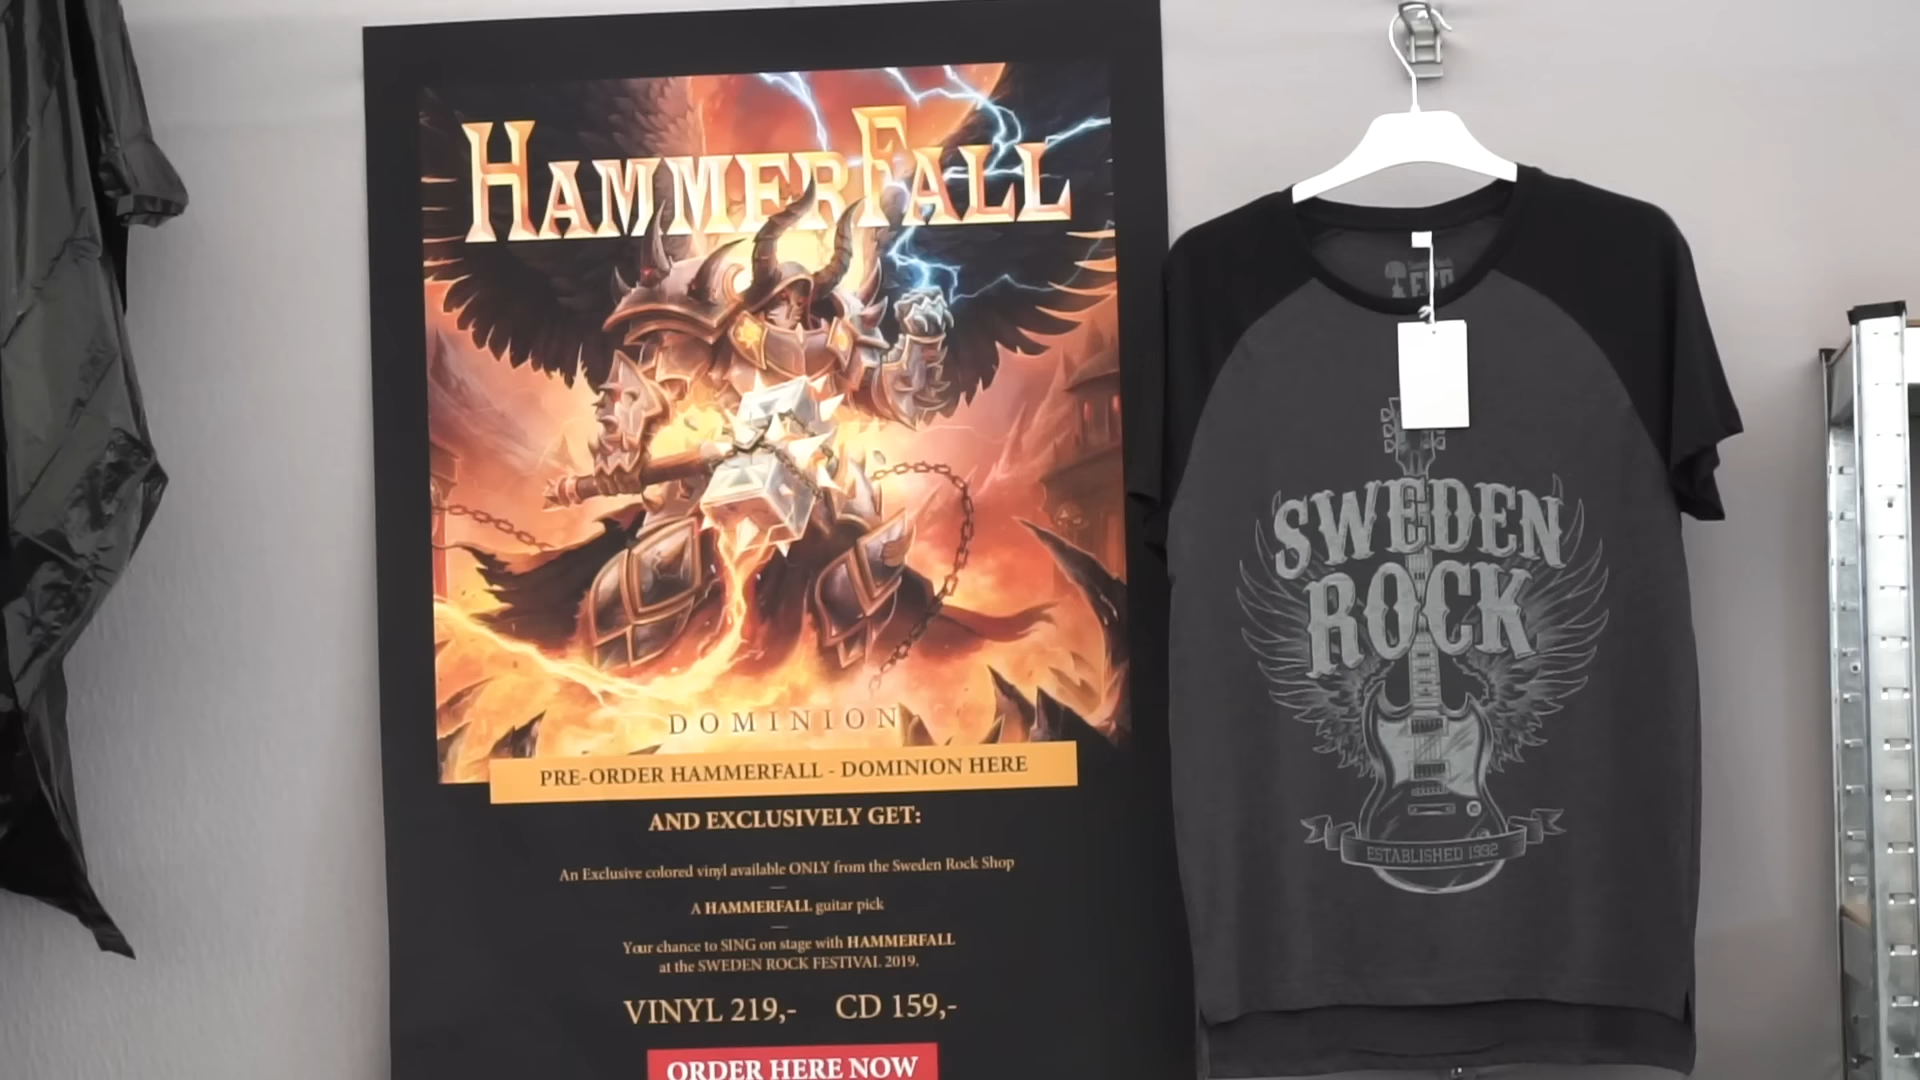 HAMMERFALL
DOMINION
PRE-ORDER HAMMERFALL - DOMINION HERE
AND EXCLUSIVELY GET:
An Exclusive colored vinyl available ONLY from the Sweden Rock Shop
A HAMMERFALL guitar pick
Your chance to SING on stage with HAMMERFALL
at the SWEDEN ROCK FESTIVAL 2019.
VINYL 219,- CD 159,-
ORDER HERE NOW
SWEDEN
ROCK
ESTABLISHED 1992